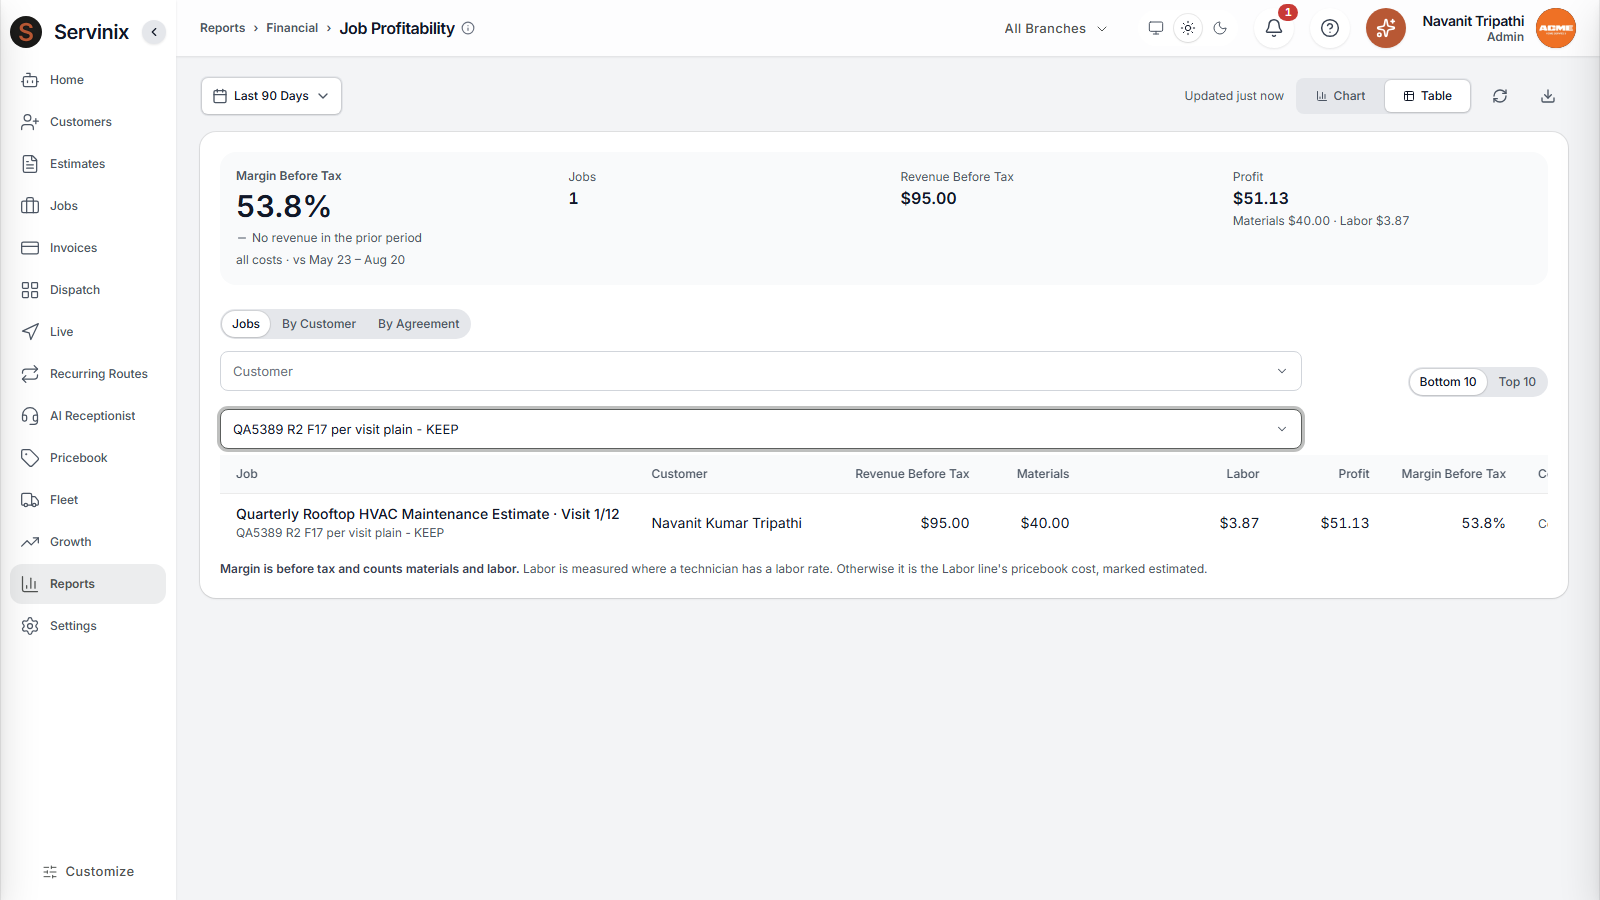 S Servinix
Reports › Financial › Job Profitability
All Branches
1
Navanit Tripathi
Admin
ACME
Home
Customers
Estimates
Jobs
Invoices
Dispatch
Live
Recurring Routes
AI Receptionist
Pricebook
Fleet
Growth
Reports
Settings
Customize
Last 90 Days
Updated just now
Chart
Table
Margin Before Tax
53.8%
– No revenue in the prior period
all costs · vs May 23 – Aug 20
Jobs
1
Revenue Before Tax
$95.00
Profit
$51.13
Materials $40.00 · Labor $3.87
Jobs By Customer By Agreement
Customer
Bottom 10 Top 10
QA5389 R2 F17 per visit plain - KEEP
Job Customer Revenue Before Tax Materials Labor Profit Margin Before Tax
Quarterly Rooftop HVAC Maintenance Estimate · Visit 1/12
QA5389 R2 F17 per visit plain - KEEP
Navanit Kumar Tripathi $95.00 $40.00 $3.87 $51.13 53.8%
Margin is before tax and counts materials and labor. Labor is measured where a technician has a labor rate. Otherwise it is the Labor line's pricebook cost, marked estimated.